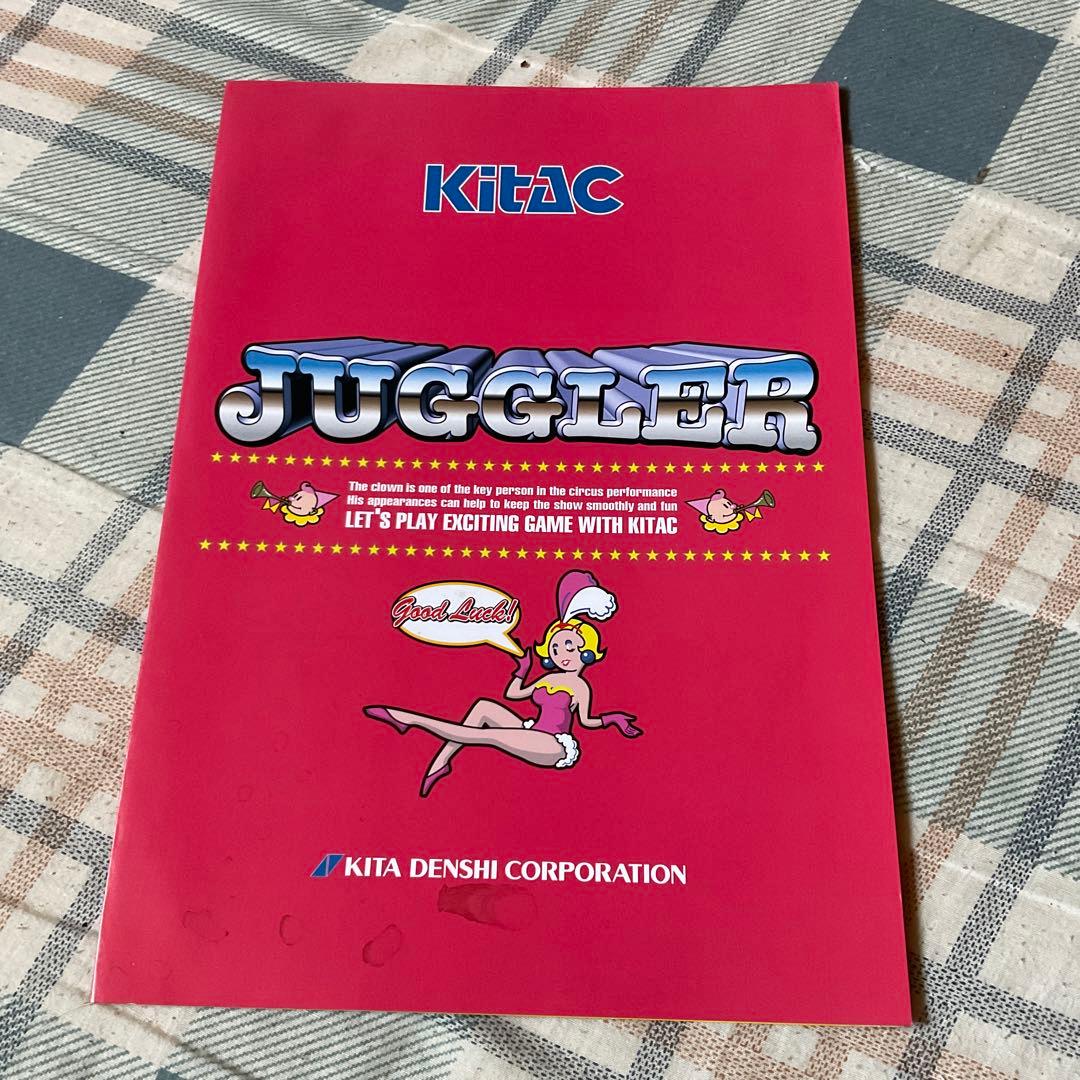 KitAC
JUGGLER
The clown is one of the key person in the circus performance
His appearances can help to keep the show smoothly and fun
LET'S PLAY EXCITING GAME WITH KITAC
Good Luck!
KITA DENSHI CORPORATION